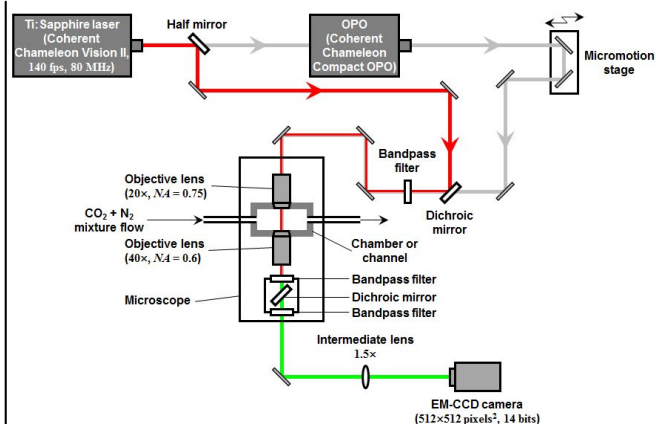 Ti: Sapphire laser
(Coherent
Chameleon Vision II,
140 fps, 80 MHz)
Half mirror
OPO
(Coherent
Chameleon
Compact OPO)
Micromotion
stage
Bandpass
filter
Dichroic
mirror
Objective lens
(20×, NA = 0.75)
CO₂ + N₂
mixture flow
Objective lens
(40×, NA = 0.6)
Chamber or
channel
Microscope
Bandpass filter
Dichroic mirror
Bandpass filter
Intermediate lens
1.5×
EM-CCD camera
(512×512 pixels², 14 bits)